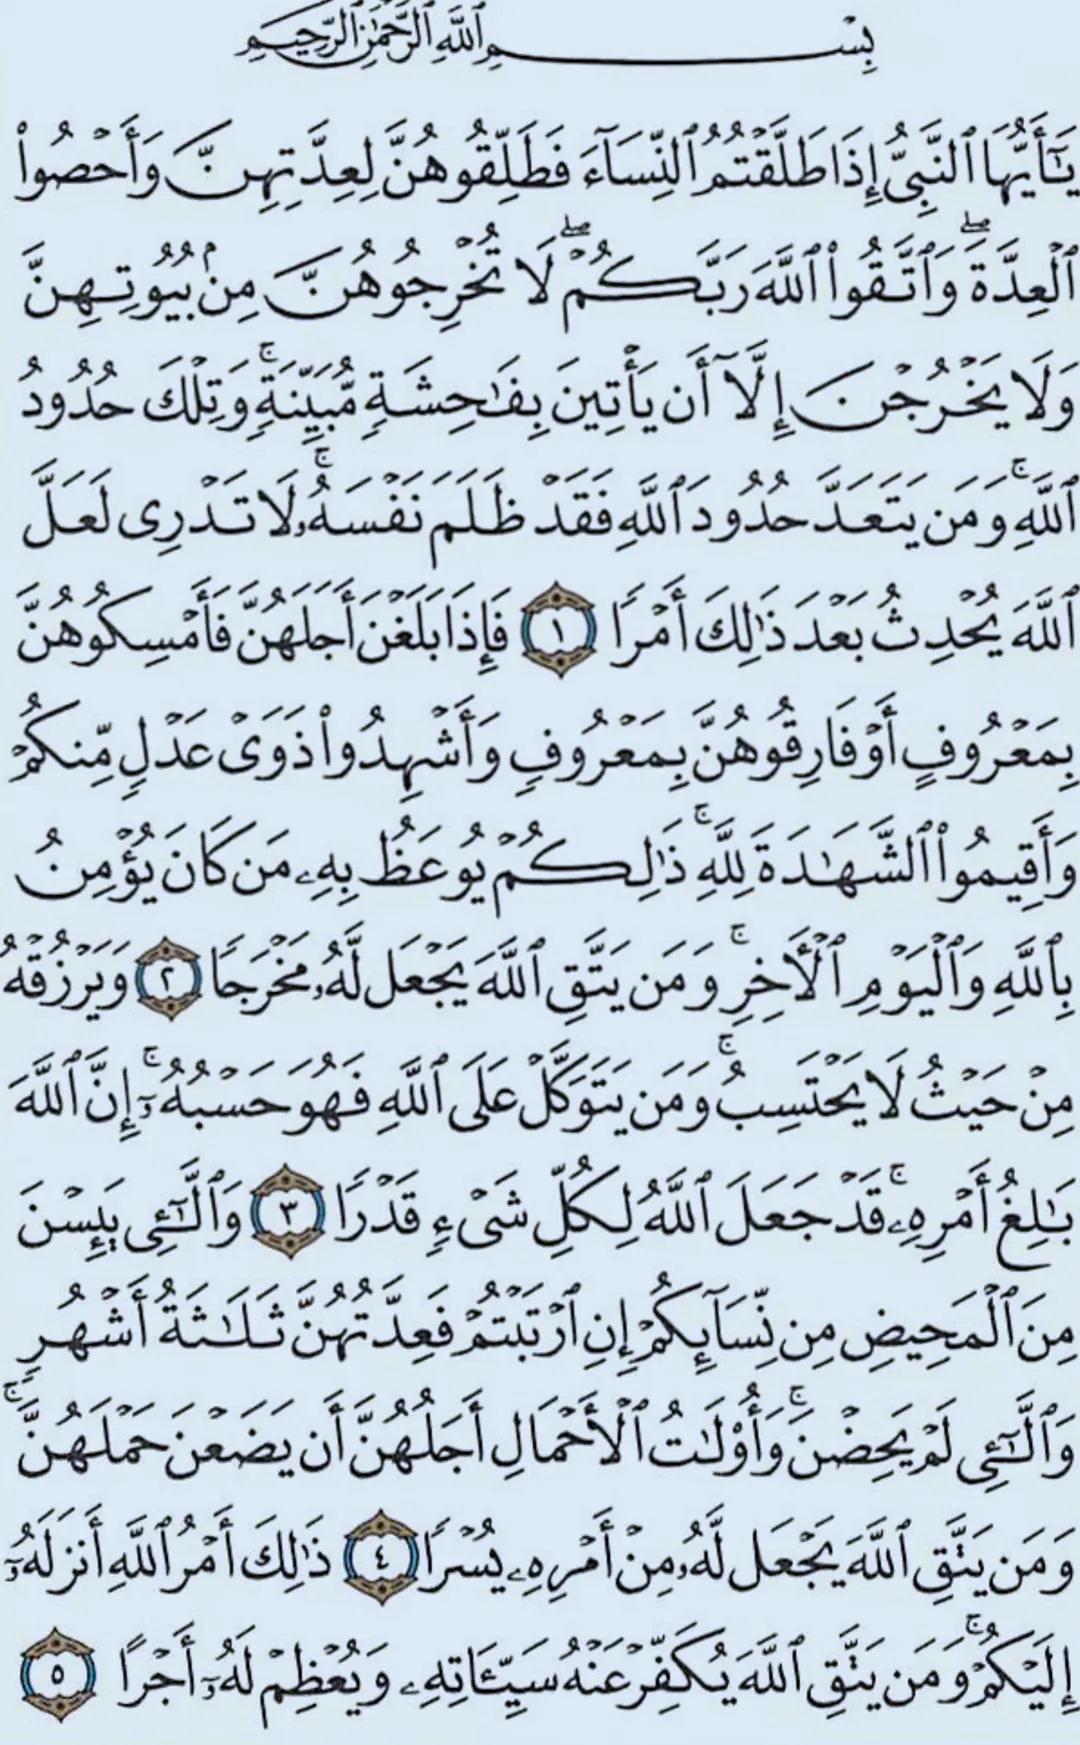 بِسْمِ ٱللَّهِ ٱلرَّحْمَٰنِ ٱلرَّحِيمِ
يَٰٓأَيُّهَا ٱلنَّبِىُّ إِذَا طَلَّقْتُمُ ٱلنِّسَآءَ فَطَلِّقُوهُنَّ لِعِدَّتِهِنَّ وَأَحْصُوا۟
ٱلْعِدَّةَ ۖ وَٱتَّقُوا۟ ٱللَّهَ رَبَّكُمْ ۖ لَا تُخْرِجُوهُنَّ مِنۢ بُيُوتِهِنَّ
وَلَا يَخْرُجْنَ إِلَّآ أَن يَأْتِينَ بِفَٰحِشَةٍ مُّبَيِّنَةٍ ۚ وَتِلْكَ حُدُودُ
ٱللَّهِ ۚ وَمَن يَتَعَدَّ حُدُودَ ٱللَّهِ فَقَدْ ظَلَمَ نَفْسَهُۥ ۚ لَا تَدْرِى لَعَلَّ
ٱللَّهَ يُحْدِثُ بَعْدَ ذَٰلِكَ أَمْرًا ١ فَإِذَا بَلَغْنَ أَجَلَهُنَّ فَأَمْسِكُوهُنَّ
بِمَعْرُوفٍ أَوْ فَارِقُوهُنَّ بِمَعْرُوفٍ وَأَشْهِدُوا۟ ذَوَىْ عَدْلٍ مِّنكُمْ
وَأَقِيمُوا۟ ٱلشَّهَٰدَةَ لِلَّهِ ۚ ذَٰلِكُمْ يُوعَظُ بِهِۦ مَن كَانَ يُؤْمِنُ
بِٱللَّهِ وَٱلْيَوْمِ ٱلْأَخِرِ ۚ وَمَن يَتَّقِ ٱللَّهَ يَجْعَل لَّهُۥ مَخْرَجًا ٢ وَيَرْزُقْهُ
مِنْ حَيْثُ لَا يَحْتَسِبُ ۚ وَمَن يَتَوَكَّلْ عَلَى ٱللَّهِ فَهُوَ حَسْبُهُۥٓ ۚ إِنَّ ٱللَّهَ
بَٰلِغُ أَمْرِهِۦ ۚ قَدْ جَعَلَ ٱللَّهُ لِكُلِّ شَىْءٍ قَدْرًا ٣ وَٱلَّٰٓـِٔى يَئِسْنَ
مِنَ ٱلْمَحِيضِ مِن نِّسَآئِكُمْ إِنِ ٱرْتَبْتُمْ فَعِدَّتُهُنَّ ثَلَٰثَةُ أَشْهُرٍ
وَٱلَّٰٓـِٔى لَمْ يَحِضْنَ ۚ وَأُو۟لَٰتُ ٱلْأَحْمَالِ أَجَلُهُنَّ أَن يَضَعْنَ حَمْلَهُنَّ ۚ
وَمَن يَتَّقِ ٱللَّهَ يَجْعَل لَّهُۥ مِنْ أَمْرِهِۦ يُسْرًا ٤ ذَٰلِكَ أَمْرُ ٱللَّهِ أَنزَلَهُۥٓ
إِلَيْكُمْ ۚ وَمَن يَتَّقِ ٱللَّهَ يُكَفِّرْ عَنْهُ سَيِّـَٔاتِهِۦ وَيُعْظِمْ لَهُۥٓ أَجْرًا ٥